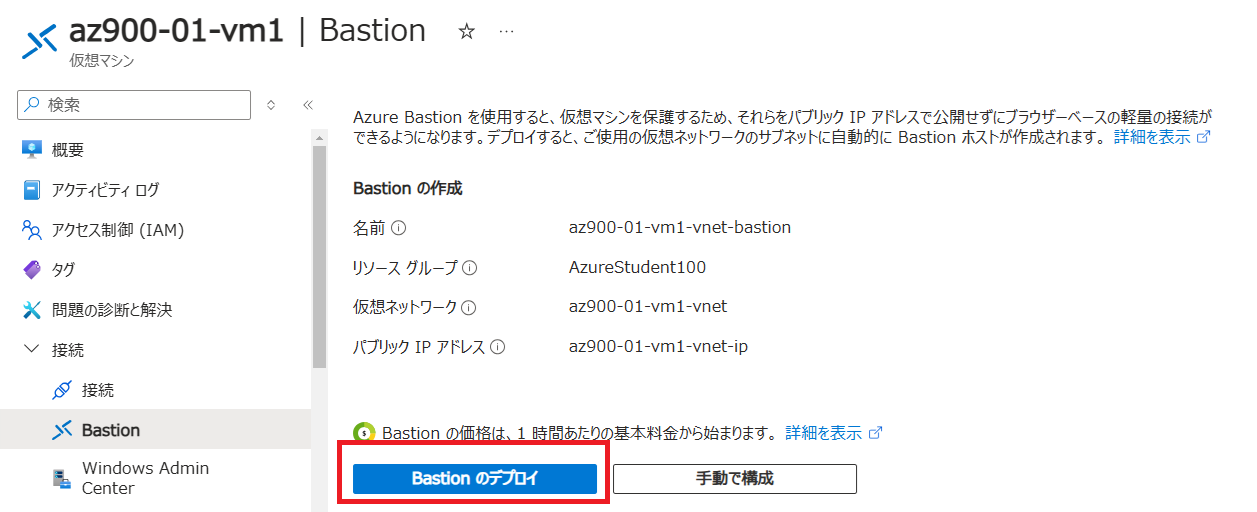 az900-01-vm1 | Bastion
仮想マシン
検索
概要
アクティビティ ログ
アクセス制御 (IAM)
タグ
問題の診断と解決
接続
接続
Bastion
Windows Admin
Center
Azure Bastion を使用すると、仮想マシンを保護するため、それらをパブリック IP アドレスで公開せずにブラウザーベースの軽量の接続が
できるようになります。デプロイすると、ご使用の仮想ネットワークのサブネットに自動的に Bastion ホストが作成されます。 詳細を表示
Bastion の作成
名前 az900-01-vm1-vnet-bastion
リソース グループ AzureStudent100
仮想ネットワーク az900-01-vm1-vnet
パブリック IP アドレス az900-01-vm1-vnet-ip
Bastion の価格は、1 時間あたりの基本料金から始まります。 詳細を表示
Bastion のデプロイ 手動で構成